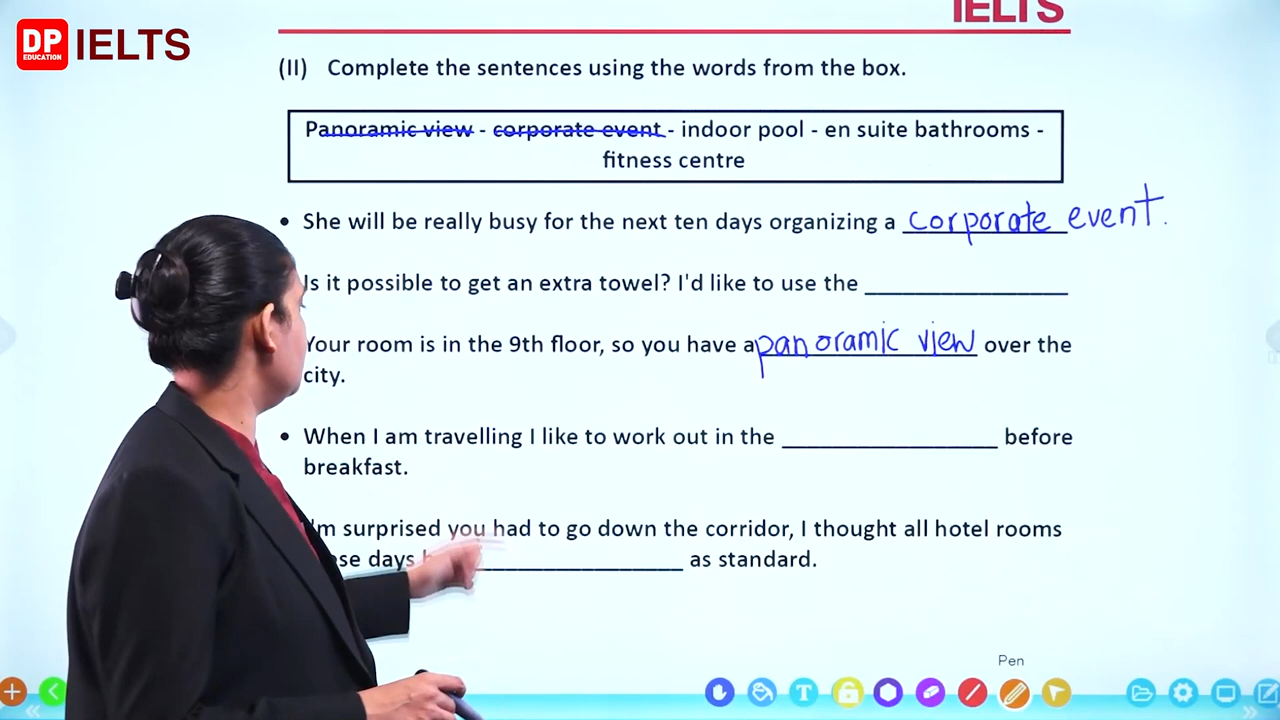 IELTS
DP IELTS
EDUCATION
(II) Complete the sentences using the words from the box.
Panoramic view - corporate event - indoor pool - en suite bathrooms -
fitness centre
• She will be really busy for the next ten days organizing a corporate event.
Is it possible to get an extra towel? I'd like to use the ________________
Your room is in the 9th floor, so you have a panoramic view over the
city.
• When I am travelling I like to work out in the _________________ before
breakfast.
I'm surprised you had to go down the corridor, I thought all hotel rooms
days ________________ as standard.
Pen